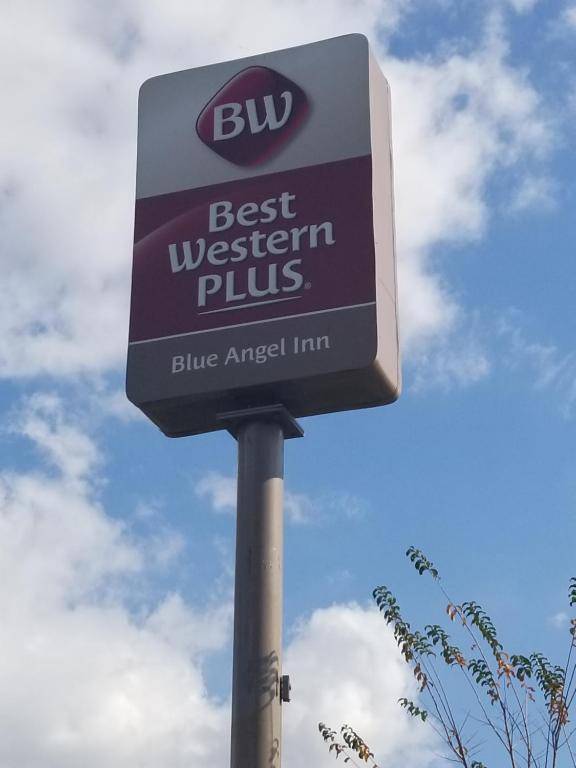 BW
Best
Western
PLUS®
Blue Angel Inn